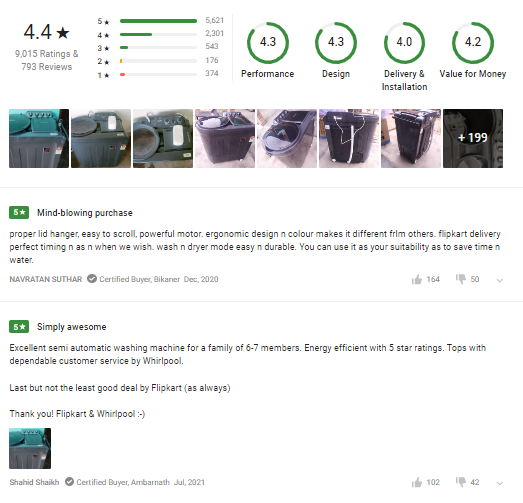 4.4★
9,015 Ratings &
793 Reviews
5★ 5,621
4★ 2,301
3★ 543
2★ 176
1★ 374
4.3
Performance
4.3
Design
4.0
Delivery &
Installation
4.2
Value for Money
+ 199
5★ Mind-blowing purchase
proper lid hanger, easy to scroll, powerful motor. ergonomic design n colour makes it different frlm others. flipkart delivery
perfect timing n as n when we wish. wash n dryer mode easy n durable. You can use it as your suitability as to save time n
water.
NAVRATAN SUTHAR Certified Buyer, Bikaner Dec, 2020 164 50
5★ Simply awesome
Excellent semi automatic washing machine for a family of 6-7 members. Energy efficient with 5 star ratings. Tops with
dependable customer service by Whirlpool.
Last but not the least good deal by Flipkart (as always)
Thank you! Flipkart & Whirlpool :-)
Shahid Shaikh Certified Buyer, Ambarnath Jul, 2021 102 42